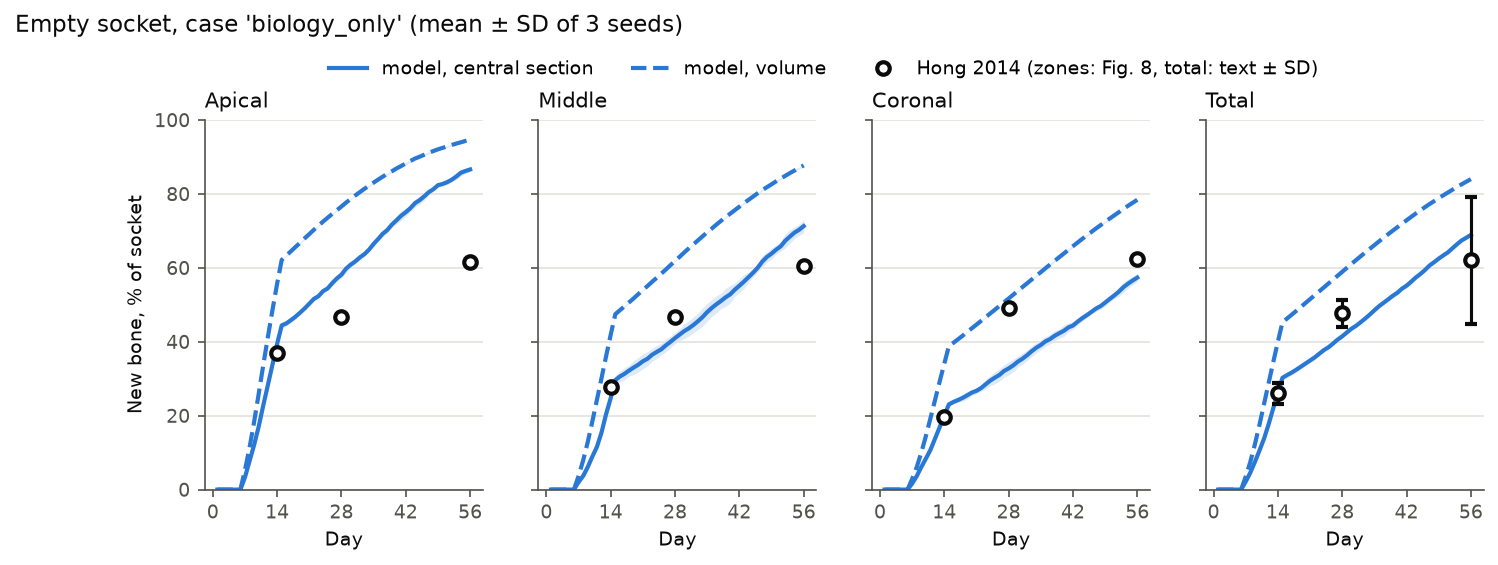 Empty socket, case 'biology_only' (mean ± SD of 3 seeds)
model, central section model, volume Hong 2014 (zones: Fig. 8, total: text ± SD)
Apical Middle Coronal Total
100
80
60
40
20
0
New bone, % of socket
0 14 28 42 56 0 14 28 42 56 0 14 28 42 56 0 14 28 42 56
Day Day Day Day